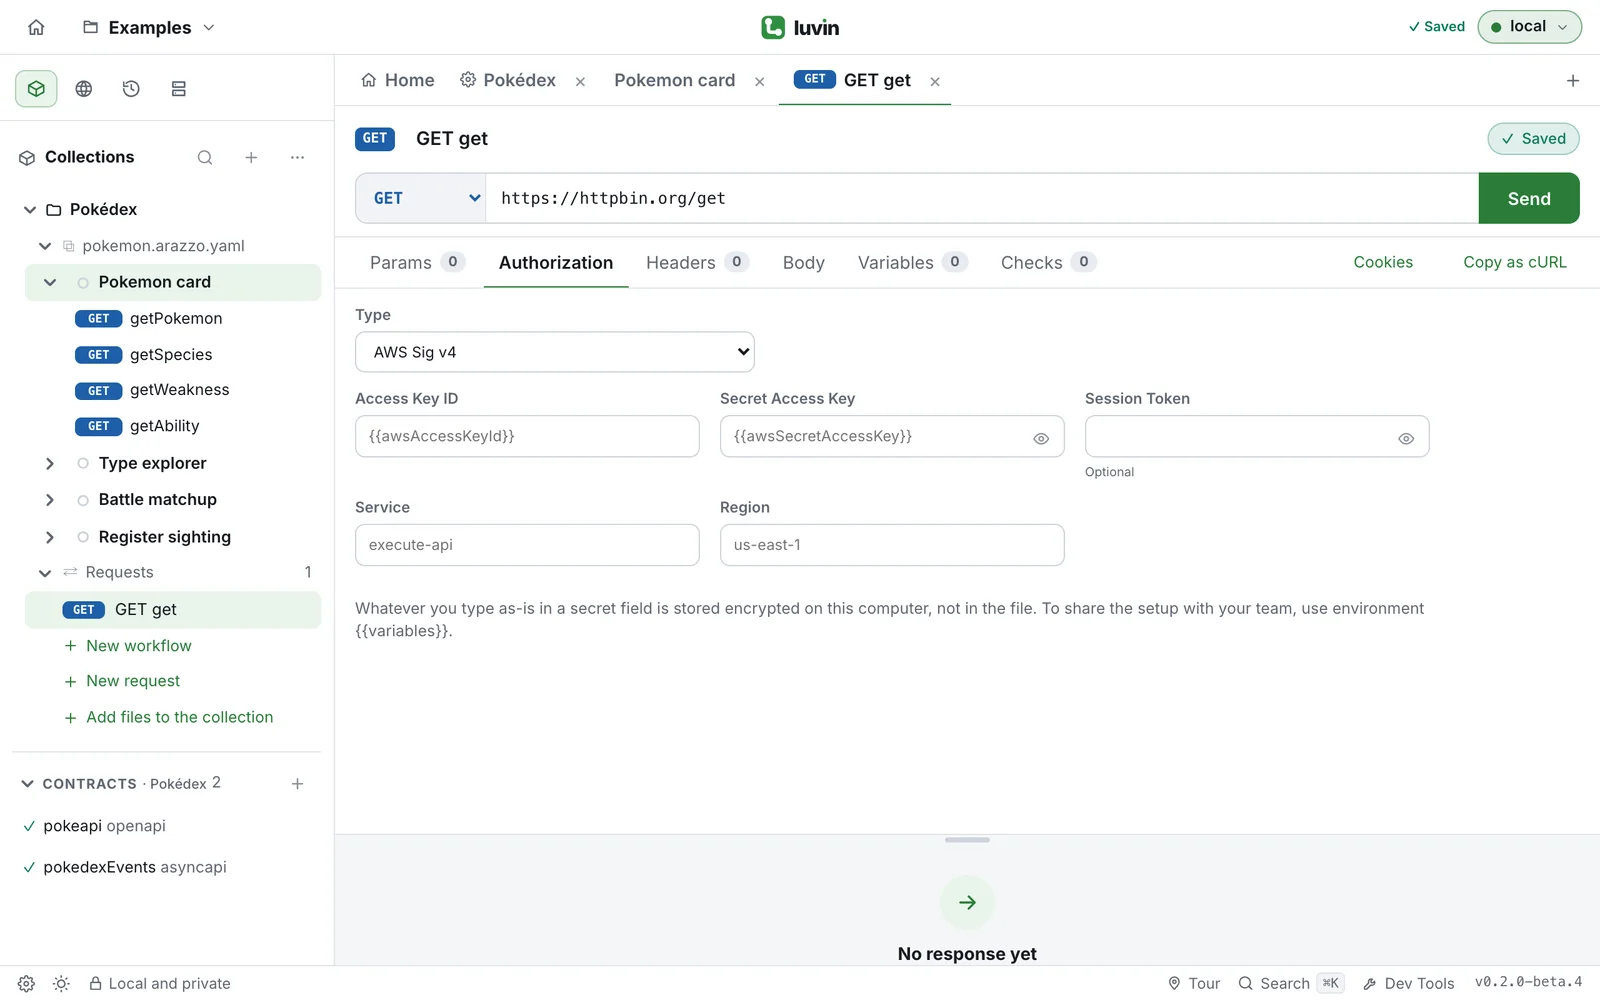 Examples
luvin
Saved
local
Home
Pokédex
Pokemon card
GET GET get
Collections
GET GET get
Saved
GET
https://httpbin.org/get
Send
Pokédex
pokemon.arazzo.yaml
Pokemon card
GET getPokemon
GET getSpecies
GET getWeakness
GET getAbility
Type explorer
Battle matchup
Register sighting
Requests 1
GET GET get
New workflow
New request
Add files to the collection
CONTRACTS · Pokédex 2
pokeapi openapi
pokedexEvents asyncapi
Params 0
Authorization
Headers 0
Body
Variables 0
Checks 0
Cookies
Copy as cURL
Type
AWS Sig v4
Access Key ID
{{awsAccessKeyId}}
Secret Access Key
{{awsSecretAccessKey}}
Session Token
Optional
Service
execute-api
Region
us-east-1
Whatever you type as-is in a secret field is stored encrypted on this computer, not in the file. To share the setup with your team, use environment
{{variables}}.
No response yet
Local and private
Tour
Search ⌘K
Dev Tools
v0.2.0-beta.4